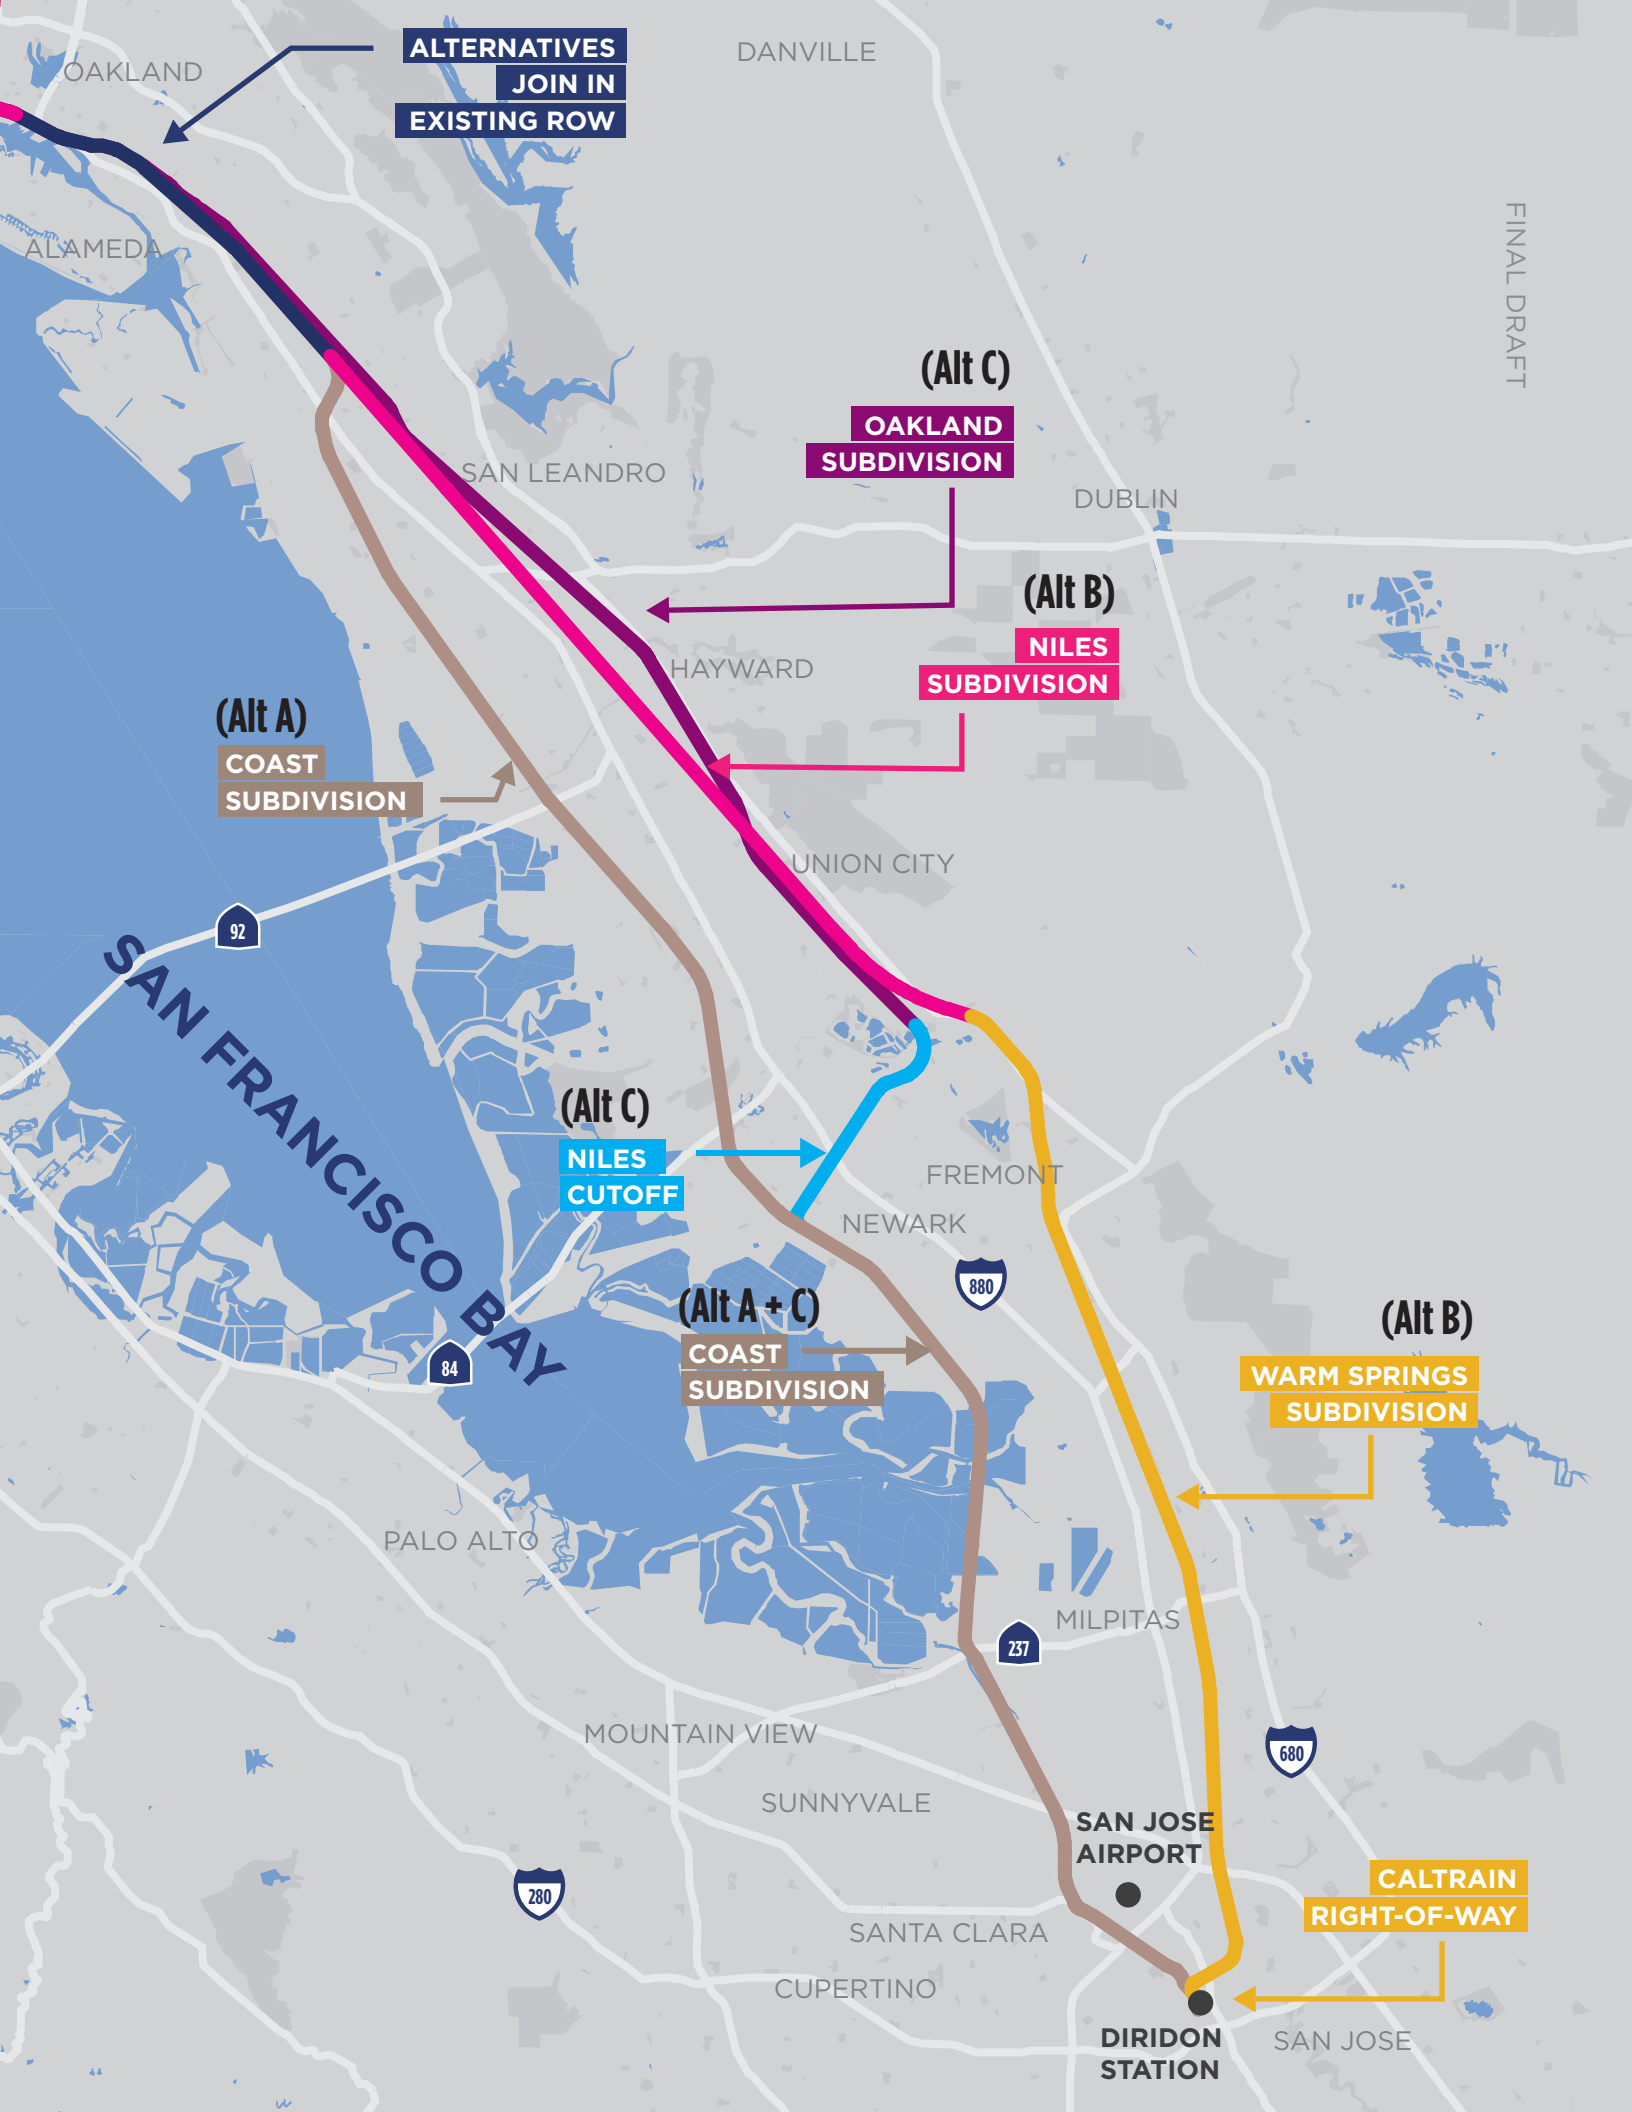 ALTERNATIVES
JOIN IN
EXISTING ROW
DANVILLE
OAKLAND
ALAMEDA
FINAL DRAFT
(Alt C)
OAKLAND
SUBDIVISION
SAN LEANDRO
DUBLIN
(Alt B)
NILES
SUBDIVISION
HAYWARD
(Alt A)
COAST
SUBDIVISION
UNION CITY
92
SAN FRANCISCO BAY
(Alt C)
NILES
CUTOFF
FREMONT
NEWARK
880
(Alt A + C)
COAST
SUBDIVISION
84
(Alt B)
WARM SPRINGS
SUBDIVISION
PALO ALTO
MILPITAS
237
MOUNTAIN VIEW
680
SUNNYVALE
SAN JOSE
AIRPORT
280
CALTRAIN
RIGHT-OF-WAY
SANTA CLARA
CUPERTINO
DIRIDON
STATION
SAN JOSE